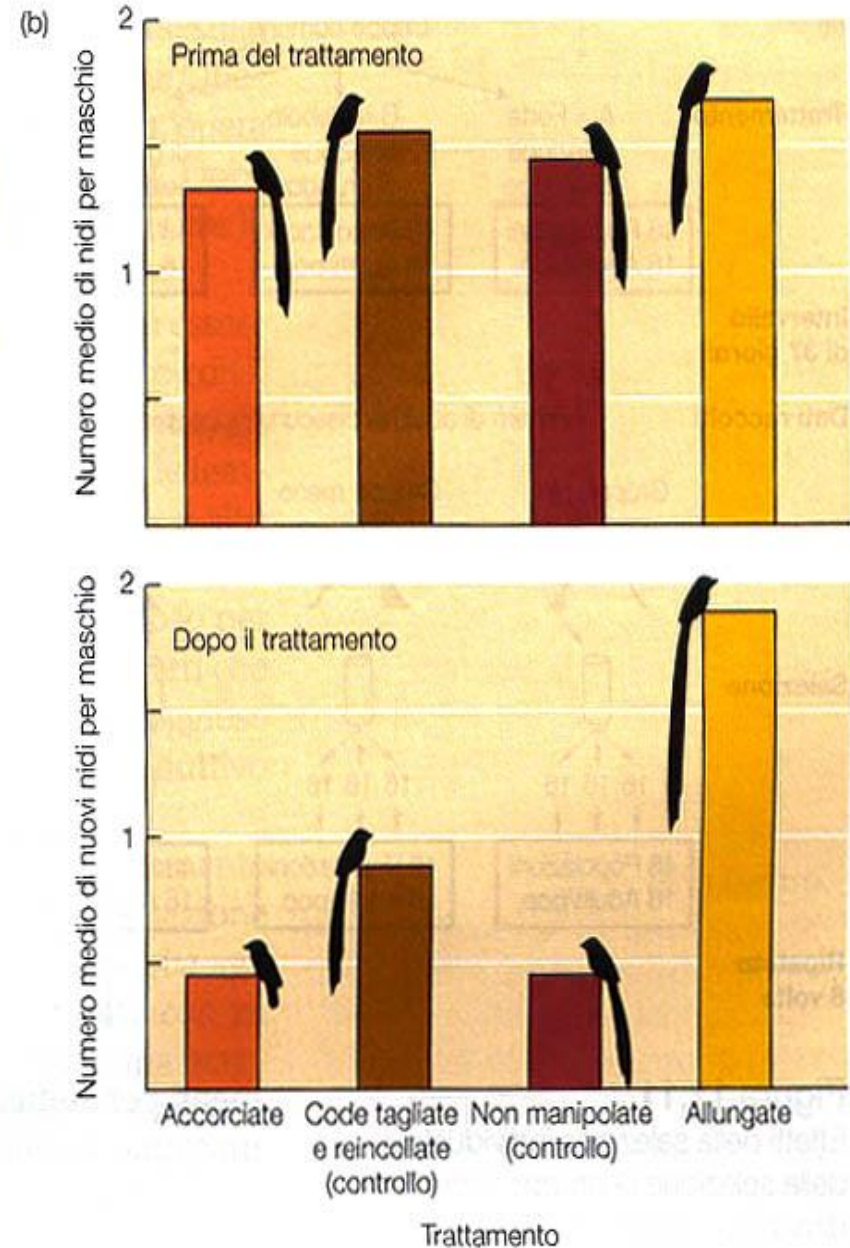 (b)
Numero medio di nidi per maschio
2
1
Prima del trattamento
Numero medio di nuovi nidi per maschio
2
1
Dopo il trattamento
Accorciate
Code tagliate
e reincollate
(controllo)
Non manipolate
(controllo)
Allungate
Trattamento